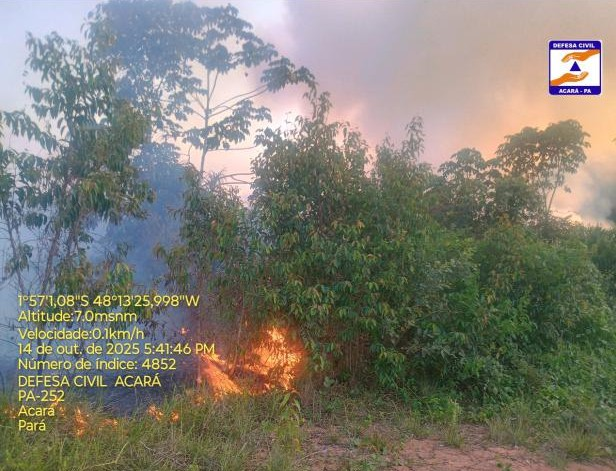 DEFESA CIVIL
ACARÁ - PA
1°57'1,08"S 48°13'25,998"W
Altitude:7.0msnm
Velocidade:0.1km/h
14 de out. de 2025 5:41:46 PM
Número de índice: 4852
DEFESA CIVIL ACARÁ
PA-252
Acará
Pará